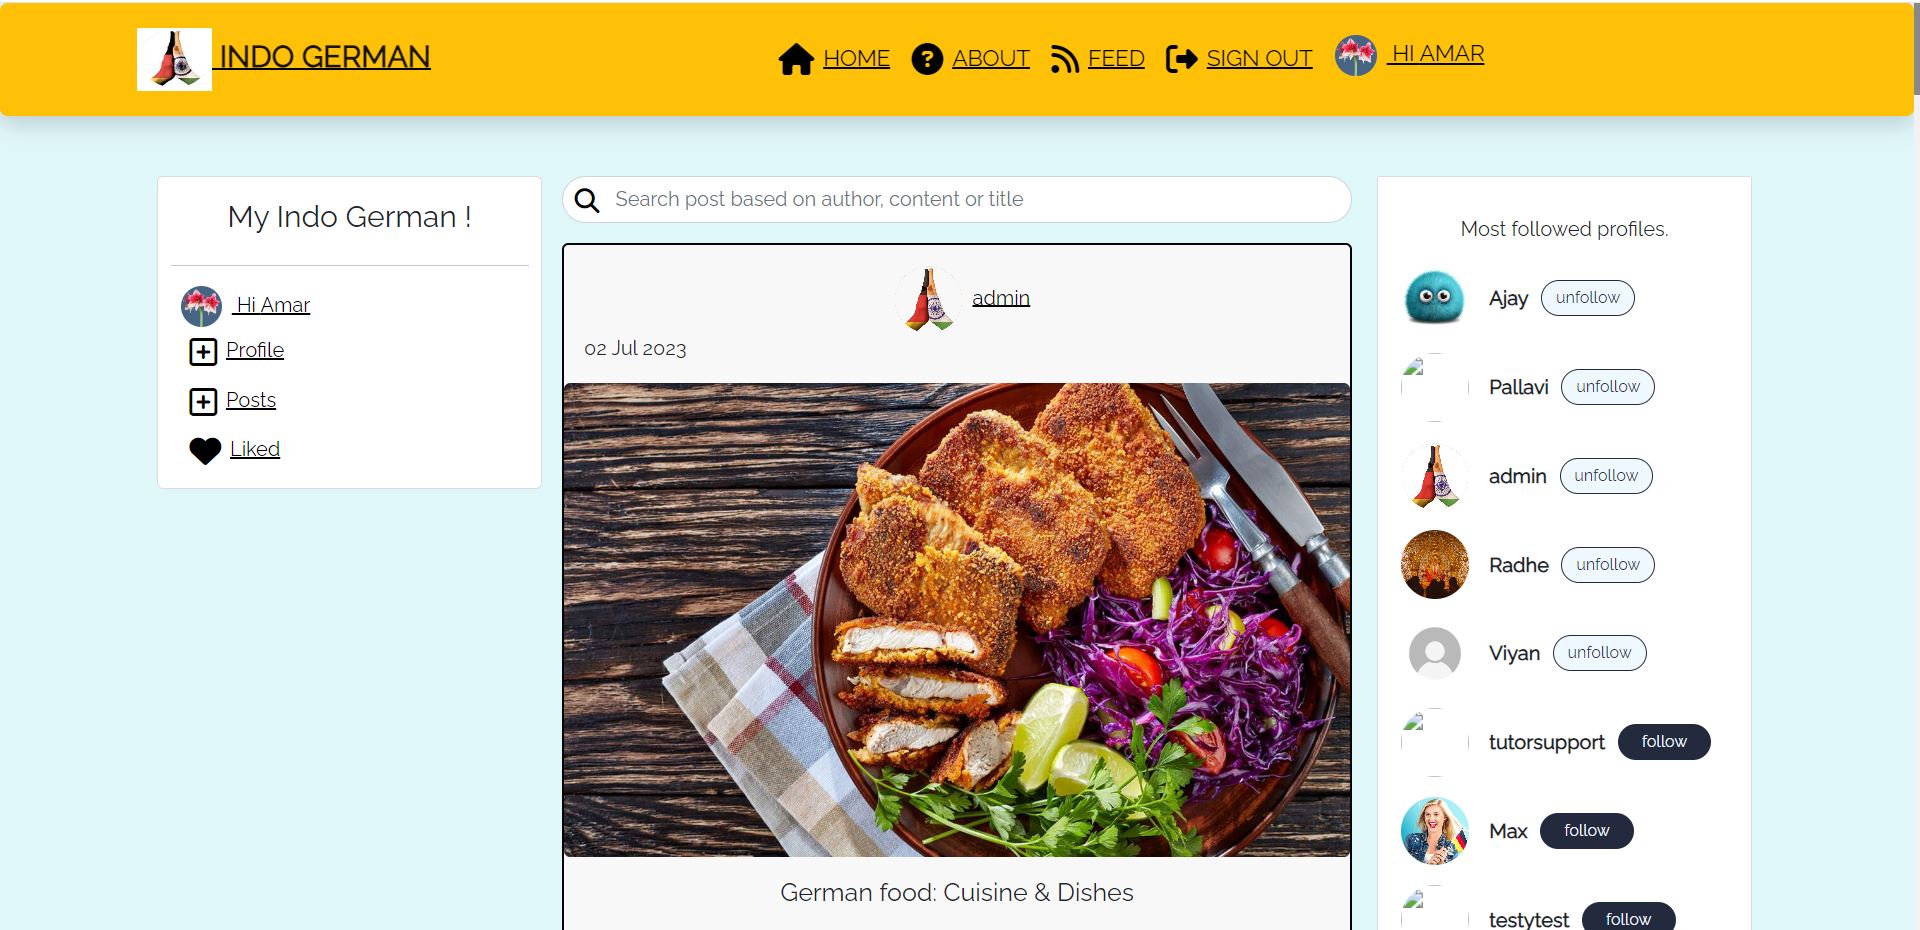 INDO GERMAN
HOME ABOUT FEED SIGN OUT HI AMAR
My Indo German !
Hi Amar
Profile
Posts
Liked
Search post based on author, content or title
admin
02 Jul 2023
German food: Cuisine & Dishes
Most followed profiles.
Ajay unfollow
Pallavi unfollow
admin unfollow
Radhe unfollow
Viyan unfollow
tutorsupport follow
Max follow
testytest follow